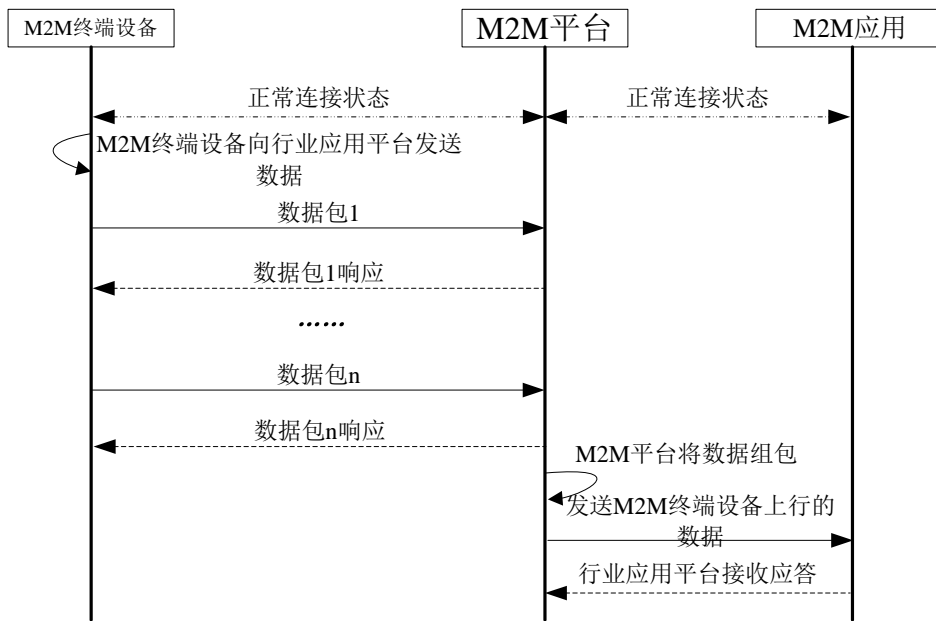 M2M终端设备
M2M平台
M2M应用
正常连接状态
正常连接状态
M2M终端设备向行业应用平台发送
数据
数据包1
数据包1响应
……
数据包n
数据包n响应
M2M平台将数据组包
发送M2M终端设备上行的
数据
行业应用平台接收应答